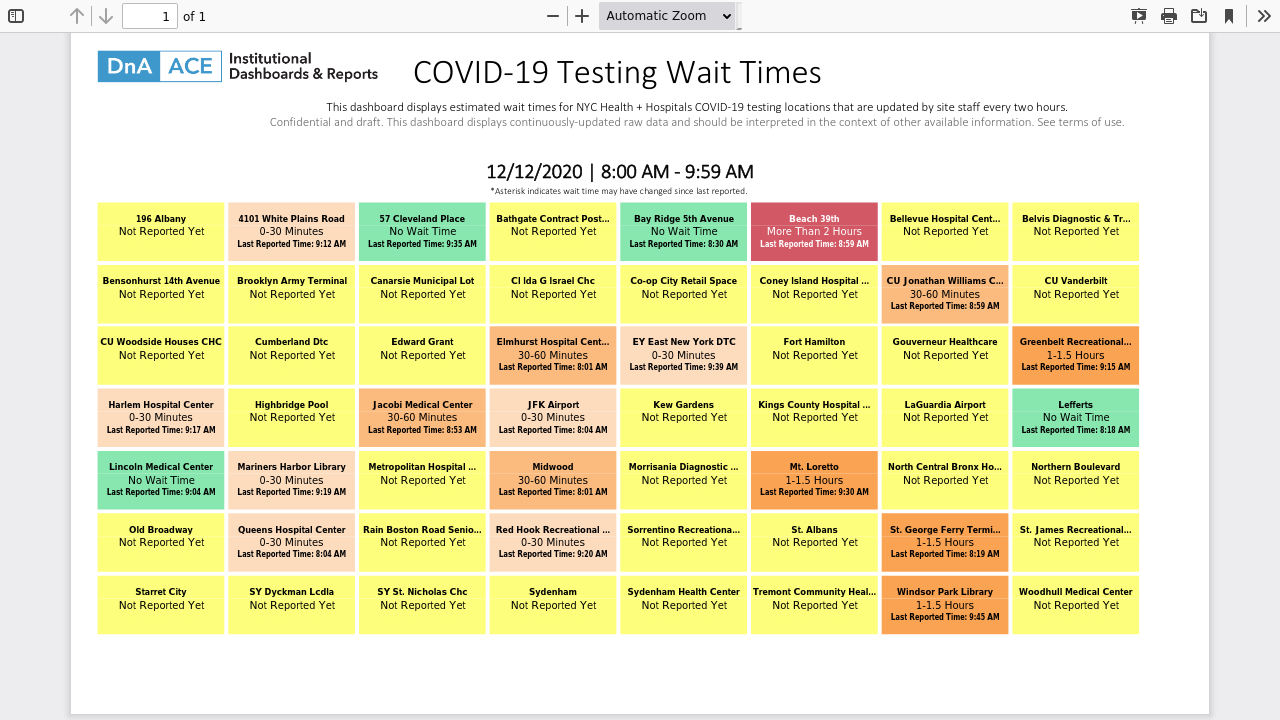 1 of 1
Automatic Zoom
DnA ACE Institutional
Dashboards & Reports
COVID-19 Testing Wait Times
This dashboard displays estimated wait times for NYC Health + Hospitals COVID-19 testing locations that are updated by site staff every two hours.
Confidential and draft. This dashboard displays continuously-updated raw data and should be interpreted in the context of other available information. See terms of use.
12/12/2020 | 8:00 AM - 9:59 AM
*Asterisk indicates wait time may have changed since last reported.
196 Albany
Not Reported Yet
4101 White Plains Road
0-30 Minutes
Last Reported Time: 9:12 AM
57 Cleveland Place
No Wait Time
Last Reported Time: 9:35 AM
Bathgate Contract Post...
Not Reported Yet
Bay Ridge 5th Avenue
No Wait Time
Last Reported Time: 8:30 AM
Beach 39th
More Than 2 Hours
Last Reported Time: 8:59 AM
Bellevue Hospital Cent...
Not Reported Yet
Belvis Diagnostic & Tr...
Not Reported Yet
Bensonhurst 14th Avenue
Not Reported Yet
Brooklyn Army Terminal
Not Reported Yet
Canarsie Municipal Lot
Not Reported Yet
CI Ida G Israel Chc
Not Reported Yet
Co-op City Retail Space
Not Reported Yet
Coney Island Hospital ...
Not Reported Yet
CU Jonathan Williams C...
30-60 Minutes
Last Reported Time: 8:59 AM
CU Vanderbilt
Not Reported Yet
CU Woodside Houses CHC
Not Reported Yet
Cumberland Dtc
Not Reported Yet
Edward Grant
Not Reported Yet
Elmhurst Hospital Cent...
30-60 Minutes
Last Reported Time: 8:01 AM
EY East New York DTC
0-30 Minutes
Last Reported Time: 9:39 AM
Fort Hamilton
Not Reported Yet
Gouverneur Healthcare
Not Reported Yet
Greenbelt Recreational...
1-1.5 Hours
Last Reported Time: 9:15 AM
Harlem Hospital Center
0-30 Minutes
Last Reported Time: 9:17 AM
Highbridge Pool
Not Reported Yet
Jacobi Medical Center
30-60 Minutes
Last Reported Time: 8:53 AM
JFK Airport
0-30 Minutes
Last Reported Time: 8:04 AM
Kew Gardens
Not Reported Yet
Kings County Hospital ...
Not Reported Yet
LaGuardia Airport
Not Reported Yet
Lefferts
No Wait Time
Last Reported Time: 8:18 AM
Lincoln Medical Center
No Wait Time
Last Reported Time: 9:04 AM
Mariners Harbor Library
0-30 Minutes
Last Reported Time: 9:19 AM
Metropolitan Hospital ...
Not Reported Yet
Midwood
30-60 Minutes
Last Reported Time: 8:01 AM
Morrisania Diagnostic ...
Not Reported Yet
Mt. Loretto
1-1.5 Hours
Last Reported Time: 9:30 AM
North Central Bronx Ho...
Not Reported Yet
Northern Boulevard
Not Reported Yet
Old Broadway
Not Reported Yet
Queens Hospital Center
0-30 Minutes
Last Reported Time: 8:04 AM
Rain Boston Road Senio...
Not Reported Yet
Red Hook Recreational ...
0-30 Minutes
Last Reported Time: 9:20 AM
Sorrentino Recreationa...
Not Reported Yet
St. Albans
Not Reported Yet
St. George Ferry Termi...
1-1.5 Hours
Last Reported Time: 8:19 AM
St. James Recreational...
Not Reported Yet
Starret City
Not Reported Yet
SY Dyckman Lcdla
Not Reported Yet
SY St. Nicholas Chc
Not Reported Yet
Sydenham
Not Reported Yet
Sydenham Health Center
Not Reported Yet
Tremont Community Heal...
Not Reported Yet
Windsor Park Library
1-1.5 Hours
Last Reported Time: 9:45 AM
Woodhull Medical Center
Not Reported Yet